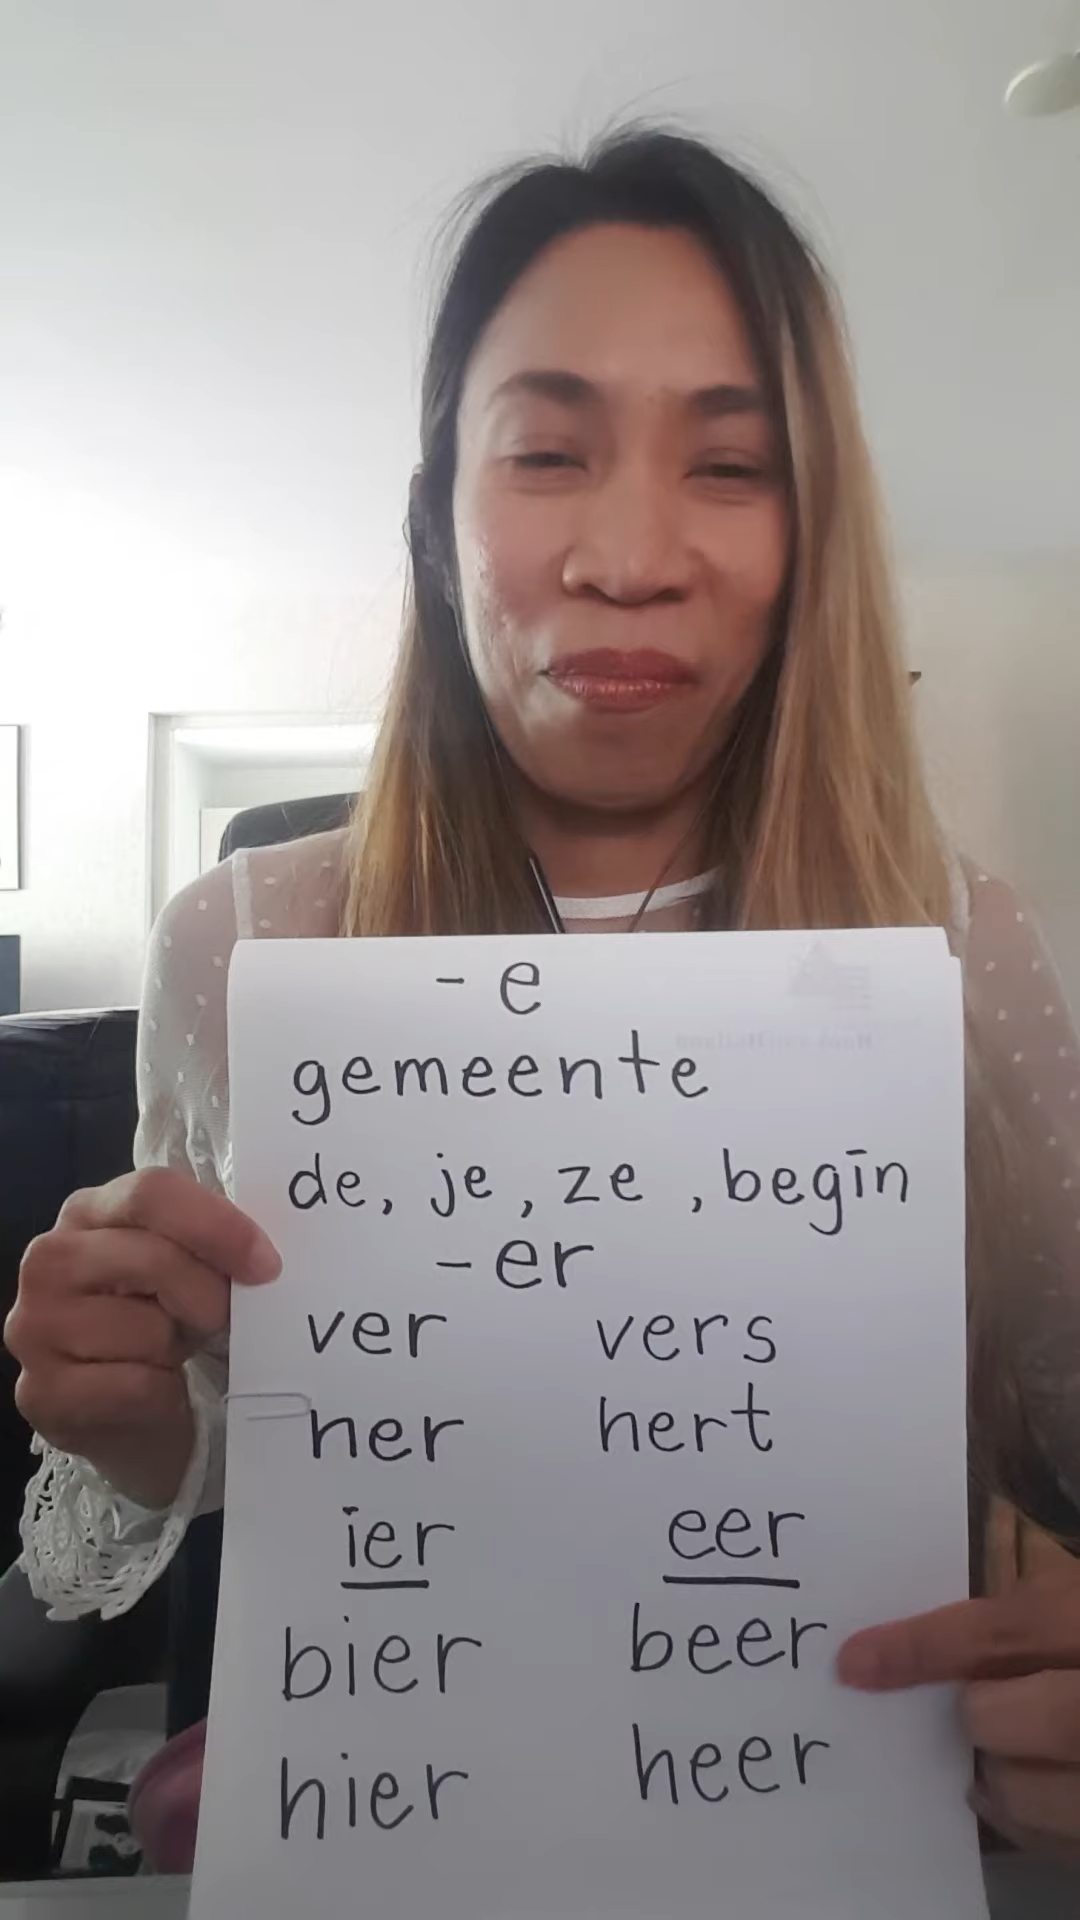 - e
gemeente
de, je, ze, begin
- er
ver vers
her hert
ier eer
bier beer
hier heer